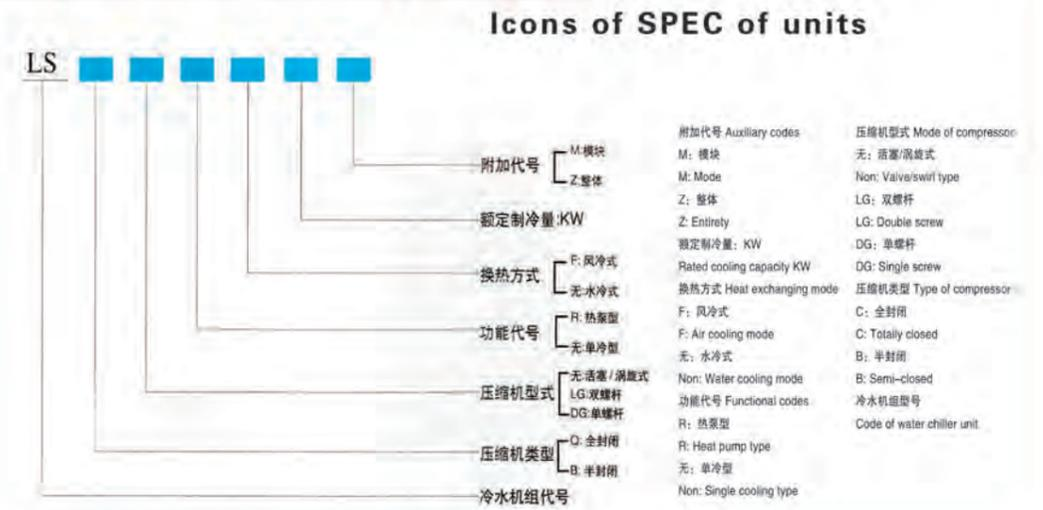 Icons of SPEC of units
LS
附加代号
M:模块
Z:整体
额定制冷量:KW
换热方式
F: 风冷式
无:水冷式
功能代号
R: 热泵型
无:单冷型
压缩机型式
无:活塞/涡旋式
LG:双螺杆
DG:单螺杆
压缩机类型
Q: 全封闭
B: 半封闭
冷水机组代号
附加代号 Auxiliary codes
M：模块
M: Mode
Z：整体
Z: Entirety
额定制冷量：KW
Rated cooling capacity KW
换热方式 Heat exchanging mode
F：风冷式
F: Air cooling mode
无：水冷式
Non: Water cooling mode
功能代号 Functional codes
R：热泵型
R: Heat pump type
无：单冷型
Non: Single cooling type
压缩机型式 Mode of compressor
无：活塞/涡旋式
Non: Valve/swirl type
LG：双螺杆
LG: Double screw
DG：单螺杆
DG: Single screw
压缩机类型 Type of compressor
C：全封闭
C: Totally closed
B：半封闭
B: Semi–closed
冷水机组型号
Code of water chiller unit